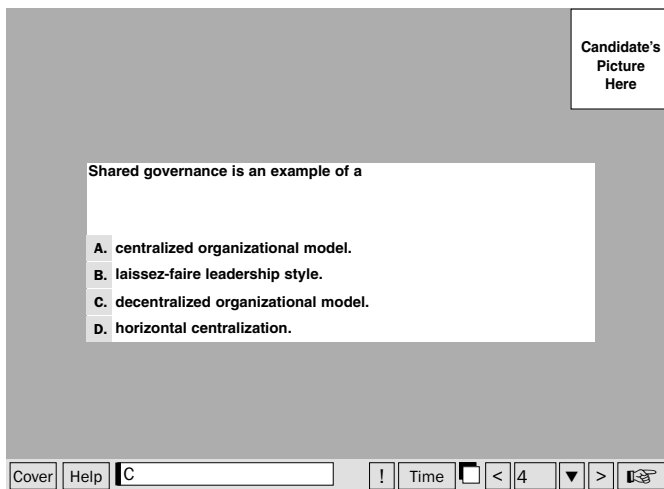 Candidate's
Picture
Here
Shared governance is an example of a
A. centralized organizational model.
B. laissez-faire leadership style.
C. decentralized organizational model.
D. horizontal centralization.
Cover Help C ! Time < 4 ▼ > ☞